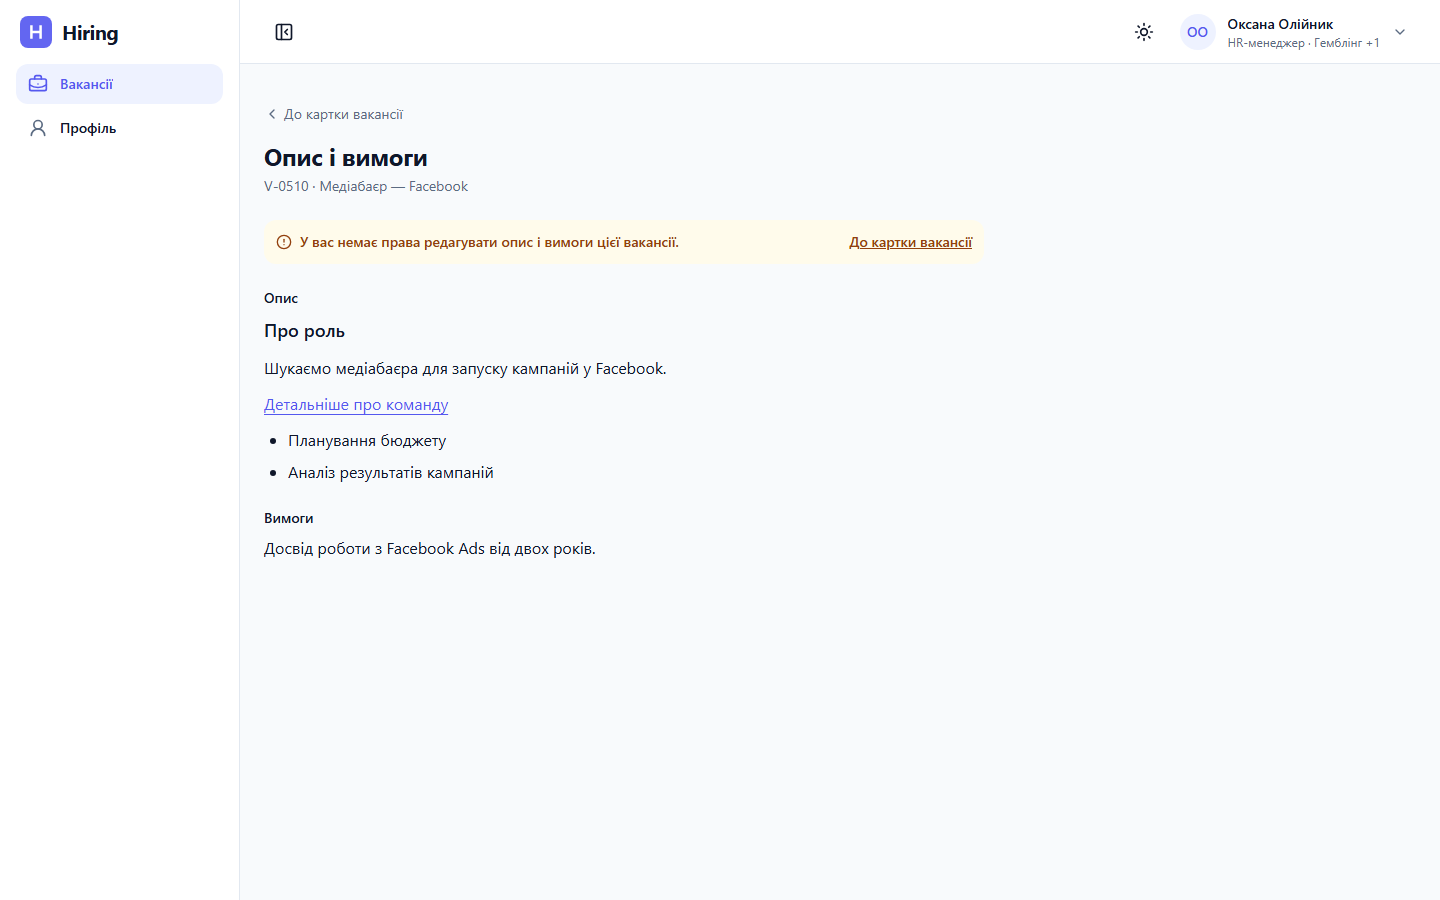 H Hiring
Вакансії
Профіль
ОО
Оксана Олійник
HR-менеджер · Гемблінг +1
До картки вакансії
Опис і вимоги
V-0510 · Медіабаєр — Facebook
У вас немає права редагувати опис і вимоги цієї вакансії.
До картки вакансії
Опис
Про роль
Шукаємо медіабаєра для запуску кампаній у Facebook.
Детальніше про команду
Планування бюджету
Аналіз результатів кампаній
Вимоги
Досвід роботи з Facebook Ads від двох років.